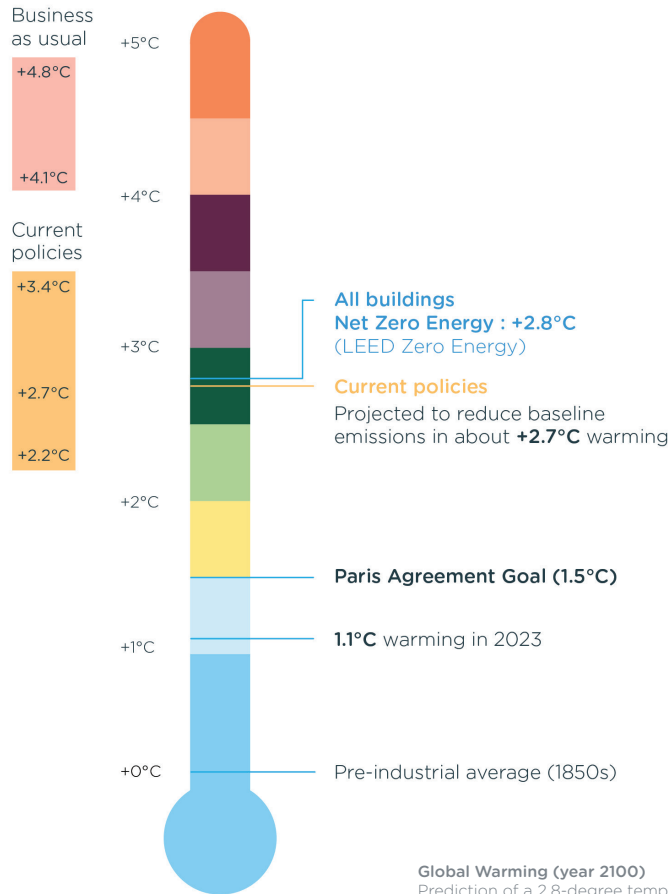 Business
as usual
+4.8°C
+4.1°C
Current
policies
+3.4°C
+2.7°C
+2.2°C
+5°C
+4°C
+3°C
+2°C
+1°C
+0°C
All buildings
Net Zero Energy : +2.8°C
(LEED Zero Energy)
Current policies
Projected to reduce baseline
emissions in about +2.7°C warming
Paris Agreement Goal (1.5°C)
1.1°C warming in 2023
Pre-industrial average (1850s)
Global Warming (year 2100)
Prediction of a 2.8-degree temp